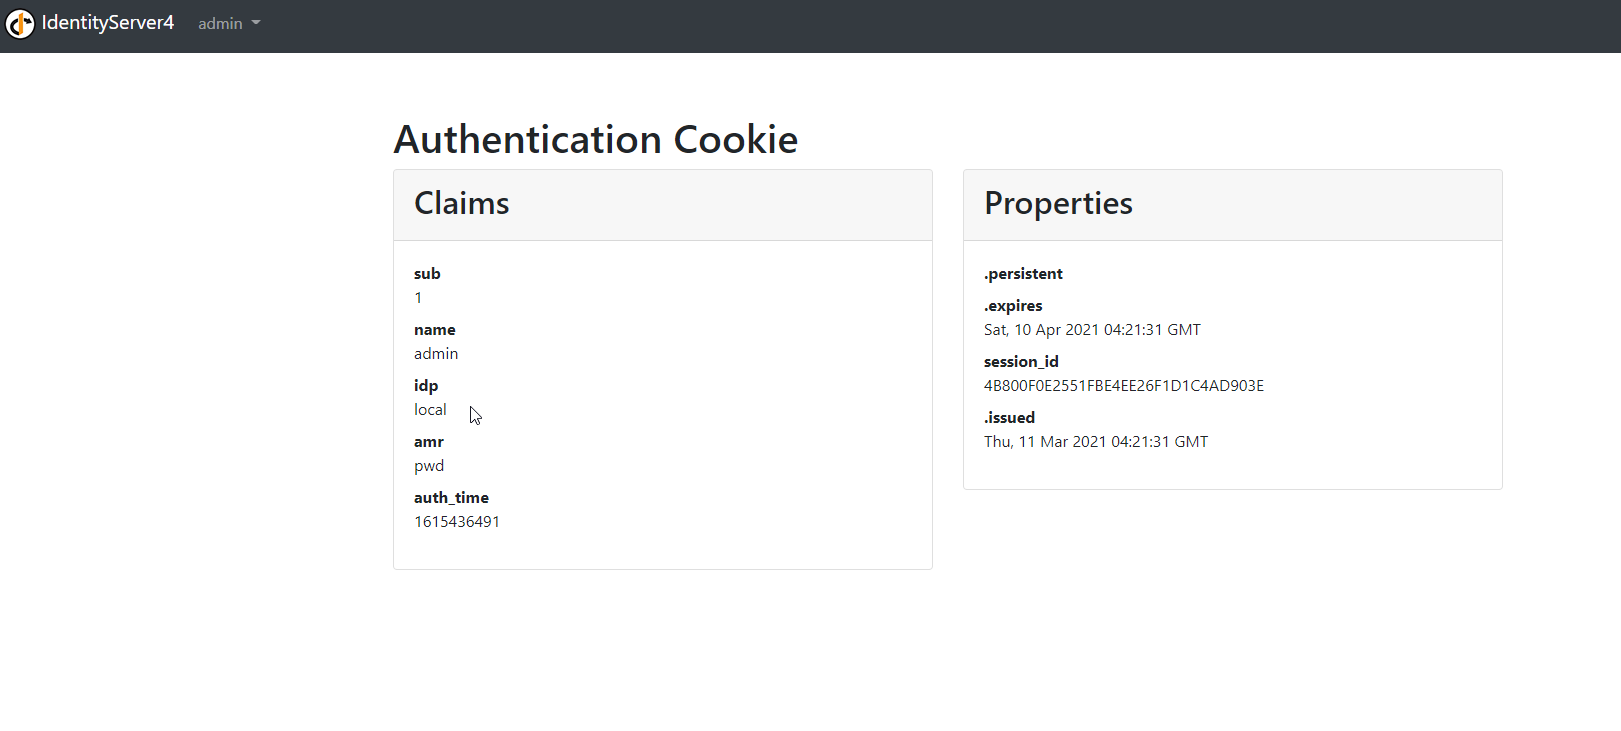 IdentityServer4 admin
Authentication Cookie
Claims
sub
1
name
admin
idp
local
amr
pwd
auth_time
1615436491
Properties
.persistent
.expires
Sat, 10 Apr 2021 04:21:31 GMT
session_id
4B800F0E2551FBE4EE26F1D1C4AD903E
.issued
Thu, 11 Mar 2021 04:21:31 GMT